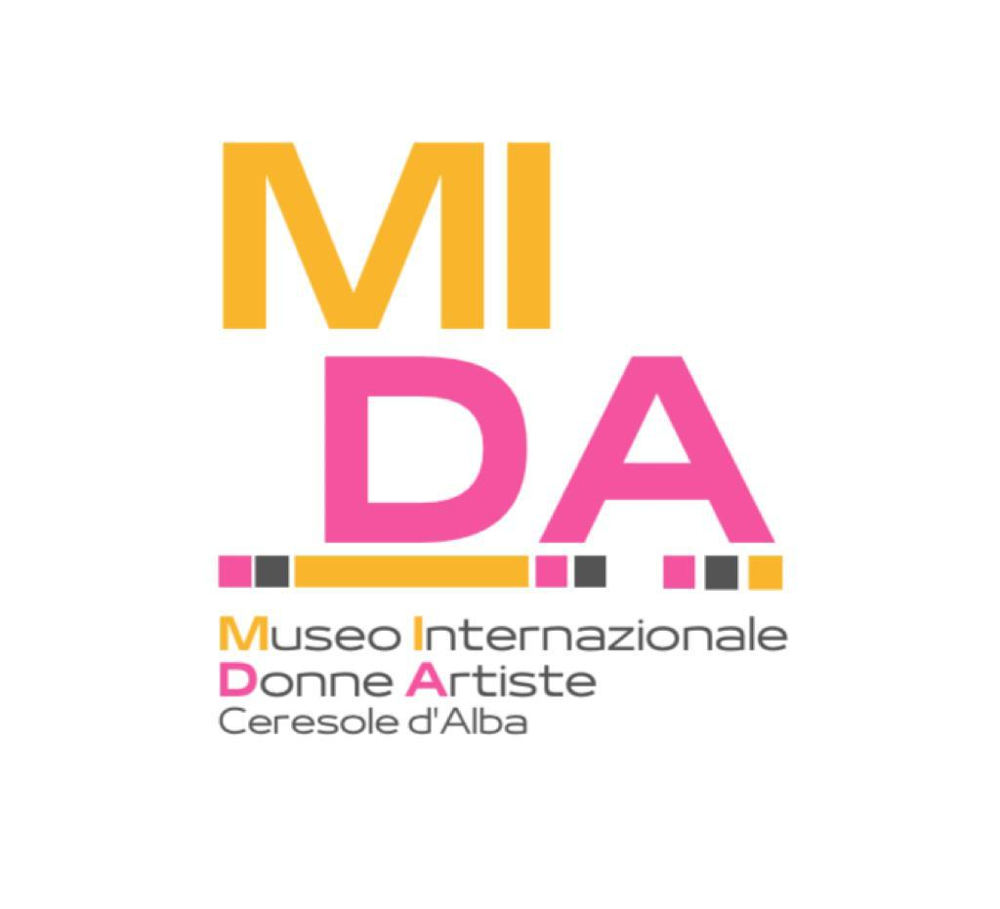 MI
DA
Museo Internazionale
Donne Artiste
Ceresole d'Alba